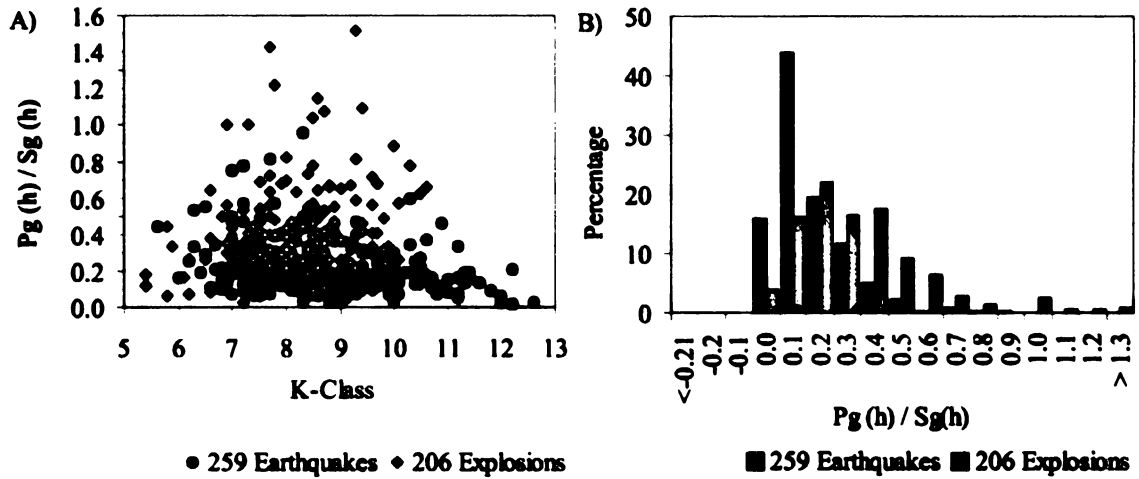 A)
Pg (h) / Sg (h)
1.6
1.4
1.2
1.0
0.8
0.6
0.4
0.2
0.0
5 6 7 8 9 10 11 12 13
K-Class
● 259 Earthquakes ◆ 206 Explosions
B)
Percentage
50
40
30
20
10
0
<-0.21 -0.2 -0.1 0.0 0.1 0.2 0.3 0.4 0.5 0.6 0.7 0.8 0.9 1.0 1.1 1.2 > 1.3
Pg (h) / Sg(h)
■ 259 Earthquakes ■ 206 Explosions